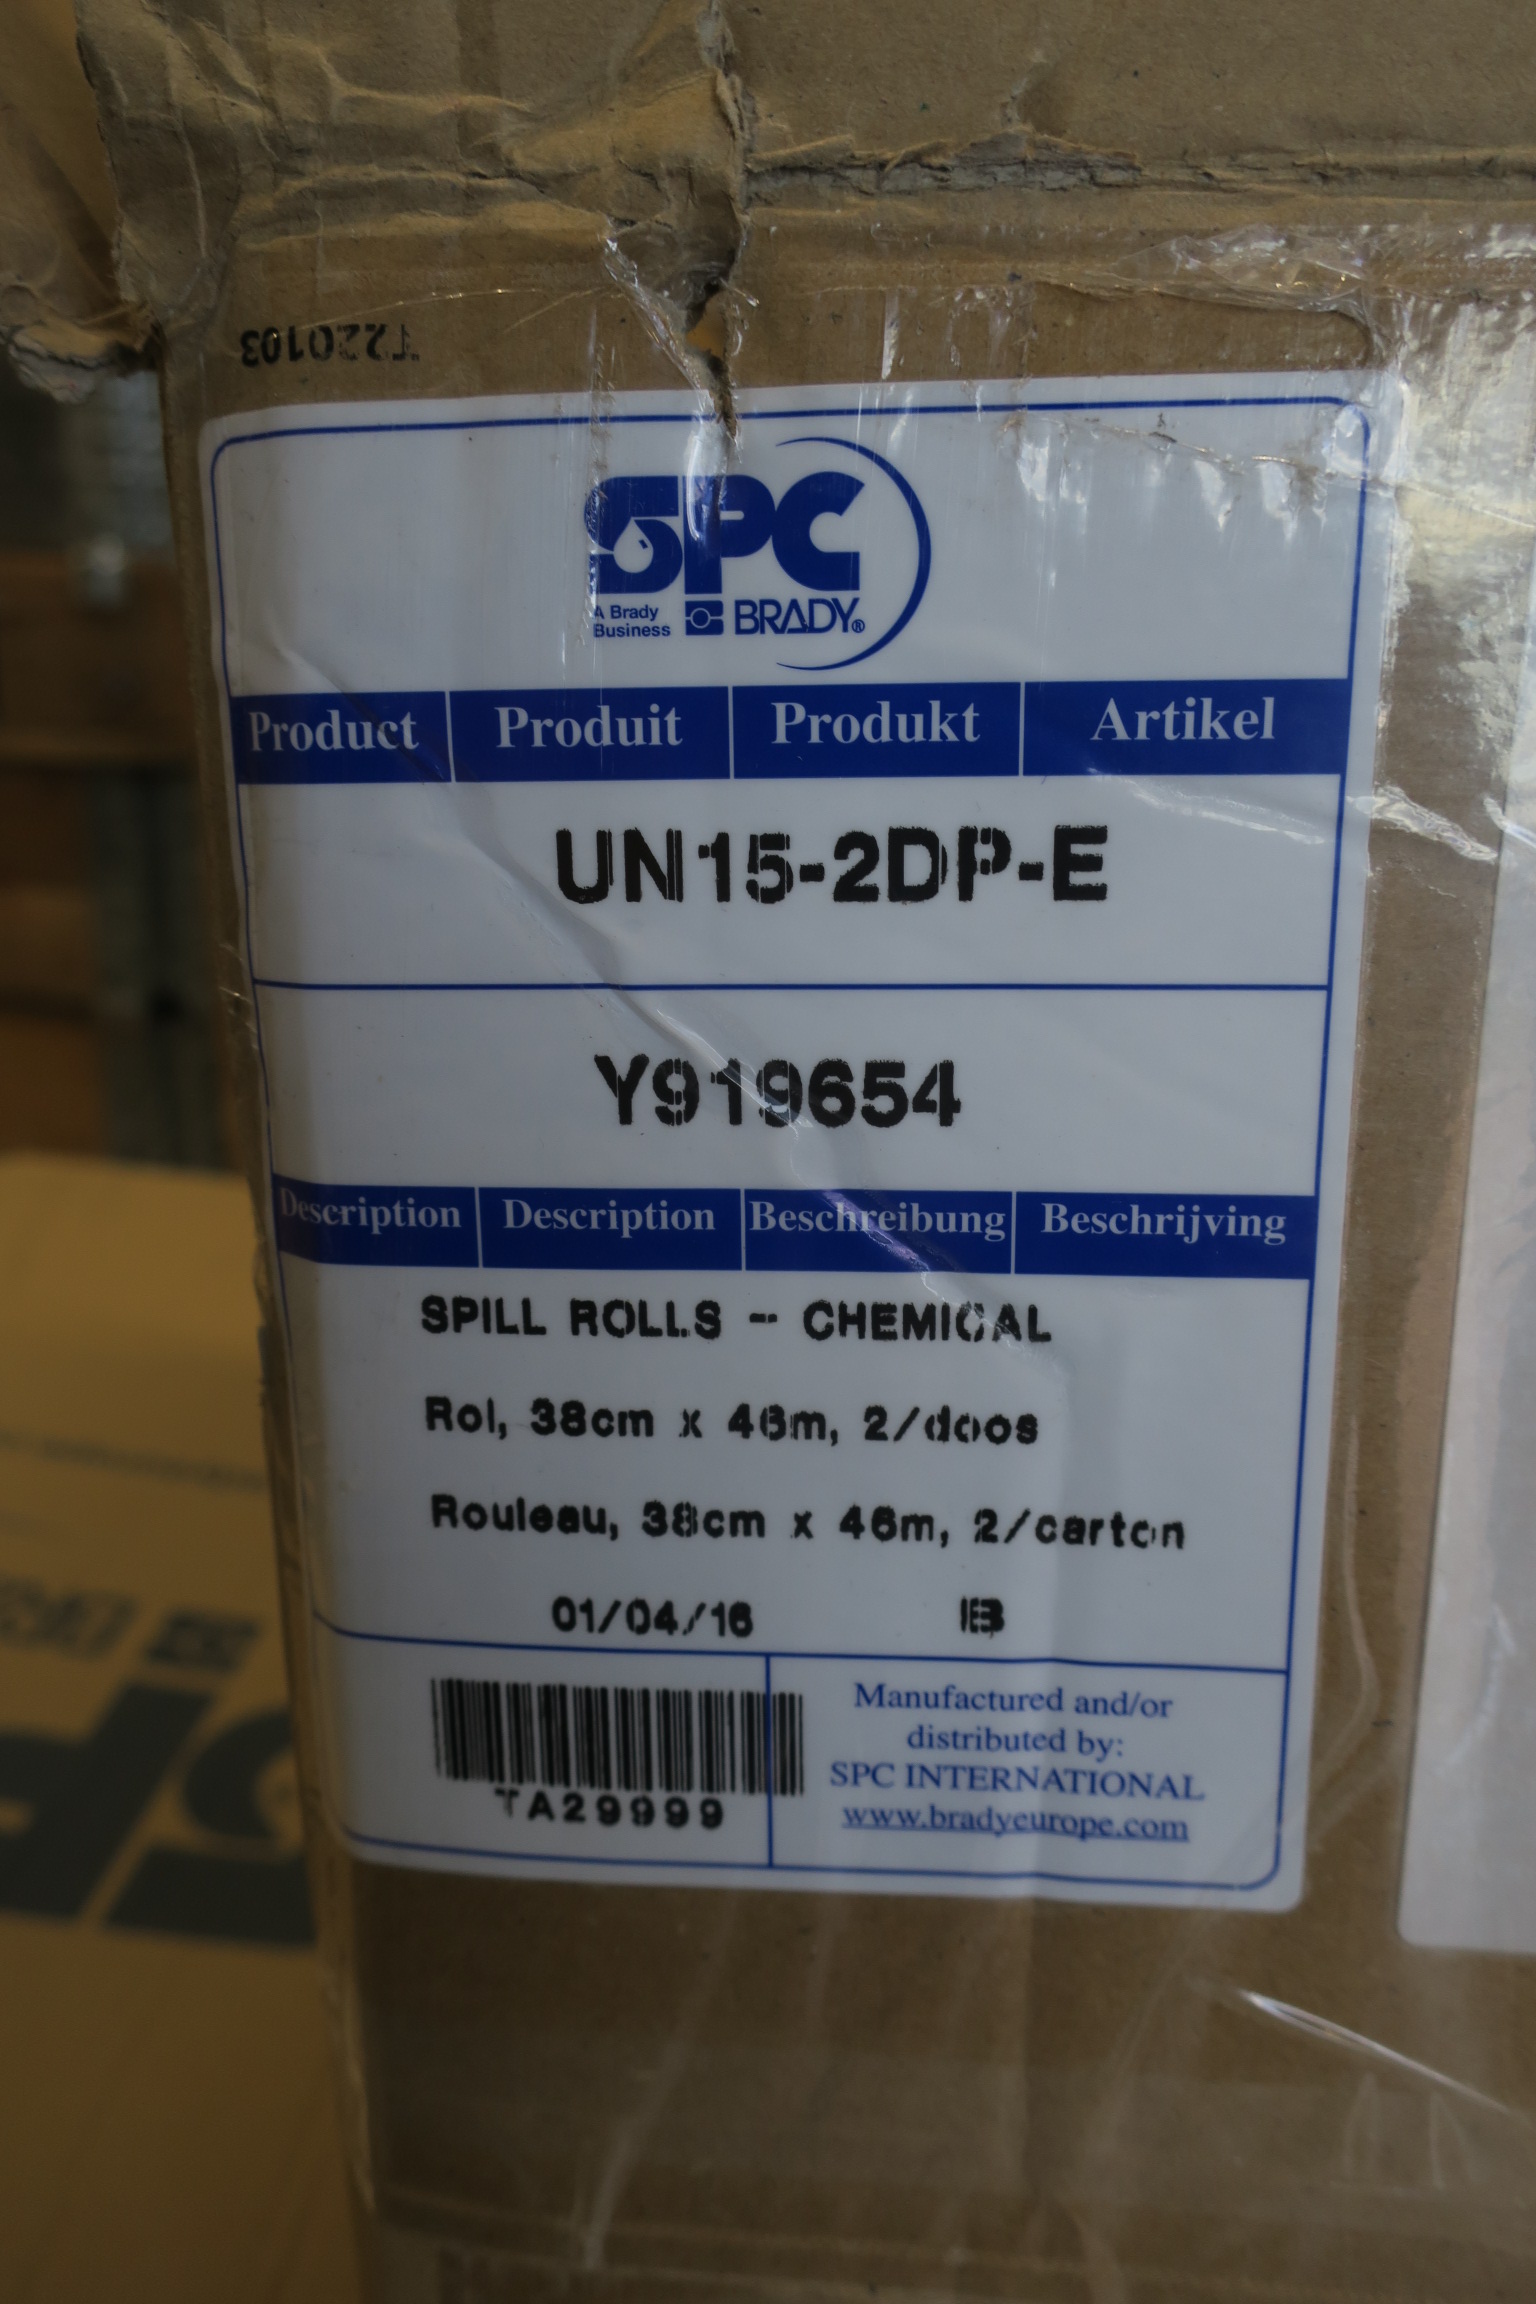 T220103
SPC
A Brady Business BRADY®
Product Produit Produkt Artikel
UN15-2DP-E
Y919654
Description Description Beschreibung Beschrijving
SPILL ROLLS - CHEMICAL
Rol, 38cm x 46m, 2/doos
Rouleau, 38cm x 46m, 2/carton
01/04/16
TA29999
Manufactured and/or
distributed by:
SPC INTERNATIONAL
www.bradyeurope.com